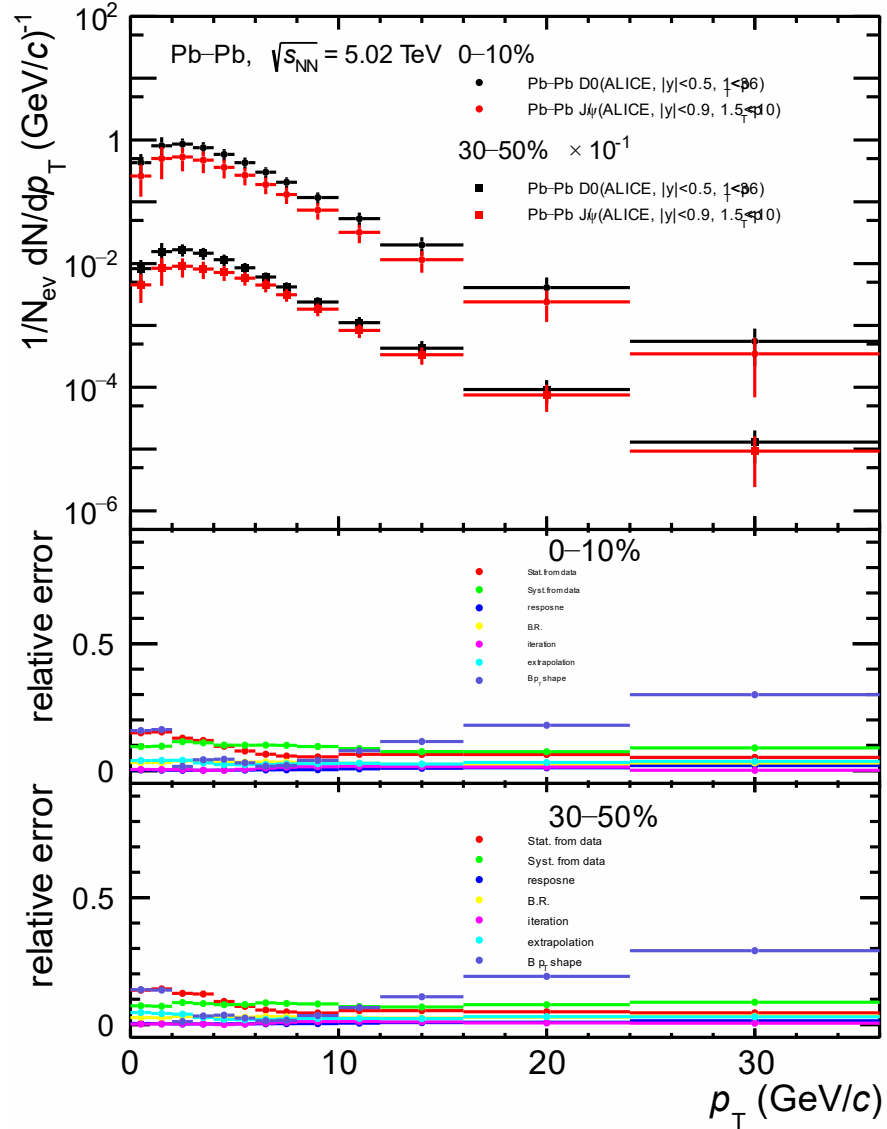 Pb–Pb, √s_NN = 5.02 TeV 0–10%
Pb–Pb D0(ALICE, |y|<0.5, 1<p_T<36)
Pb–Pb J/ψ(ALICE, |y|<0.9, 1.5<p_T<10)
30–50% × 10^-1
Pb–Pb D0(ALICE, |y|<0.5, 1<p_T<36)
Pb–Pb J/ψ(ALICE, |y|<0.9, 1.5<p_T<10)
1/N_ev dN/dp_T (GeV/c)^-1
10^2
1
10^−2
10^−4
10^−6
0–10%
Stat. from data
Syst. from data
resposne
B.R.
iteration
extrapolation
B p_T shape
relative error
0.5
0
30–50%
Stat. from data
Syst. from data
resposne
B.R.
iteration
extrapolation
B p_T shape
relative error
0.5
0
0 10 20 30
p_T (GeV/c)